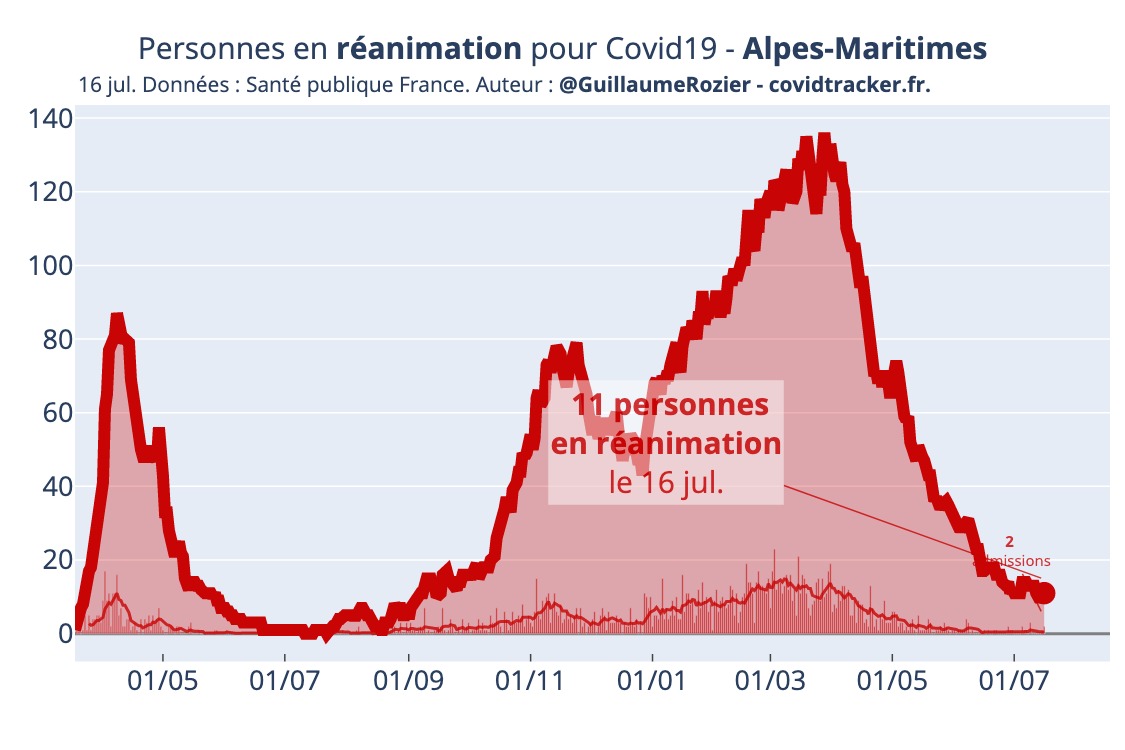 Personnes en réanimation pour Covid19 - Alpes-Maritimes
16 jul. Données : Santé publique France. Auteur : @GuillaumeRozier - covidtracker.fr.
140
120
100
80
60
40
20
0
11 personnes
en réanimation
le 16 jul.
2
admissions
01/05
01/07
01/09
01/11
01/01
01/03
01/05
01/07